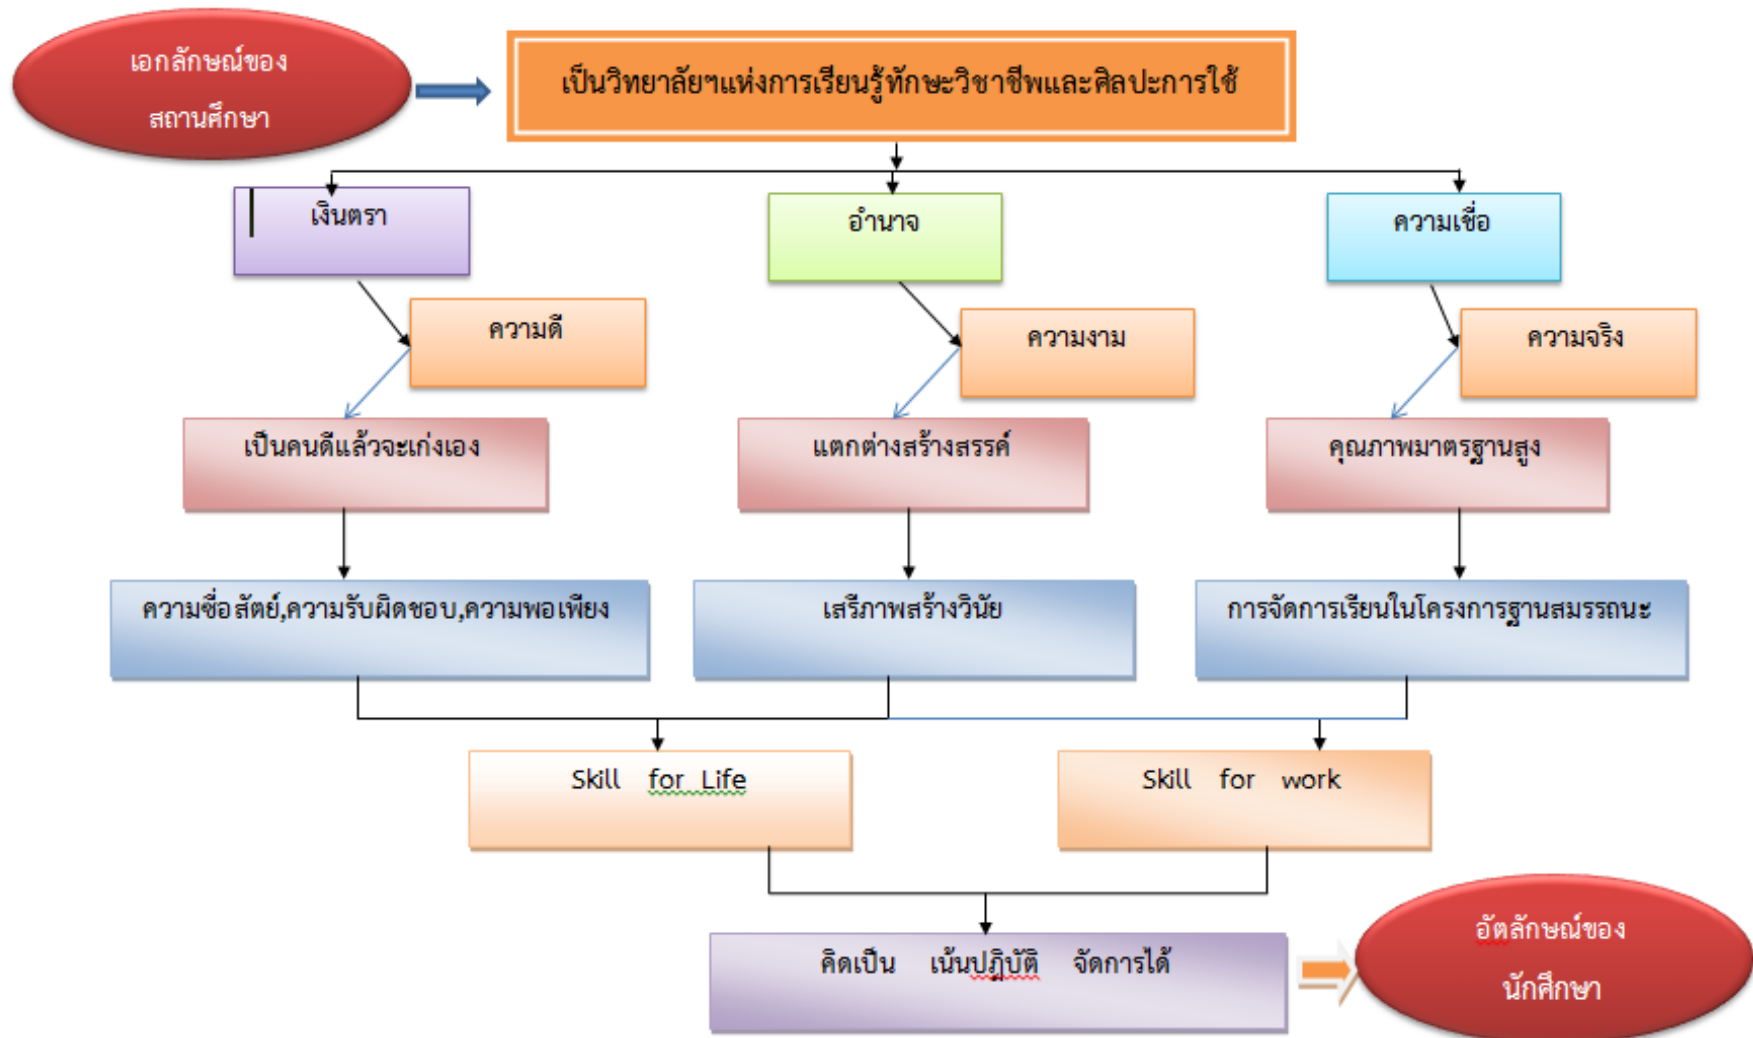 เอกลักษณ์ของ
สถานศึกษา
เป็นวิทยาลัยฯแห่งการเรียนรู้ทักษะวิชาชีพและศิลปะการใช้
เงินตรา
อำนาจ
ความเชื่อ
ความดี
ความงาม
ความจริง
เป็นคนดีแล้วจะเก่งเอง
แตกต่างสร้างสรรค์
คุณภาพมาตรฐานสูง
ความซื่อสัตย์,ความรับผิดชอบ,ความพอเพียง
เสรีภาพสร้างวินัย
การจัดการเรียนในโครงการฐานสมรรถนะ
Skill for Life
Skill for work
คิดเป็น เน้นปฎิบัติ จัดการได้
อัตลักษณ์ของ
นักศึกษา